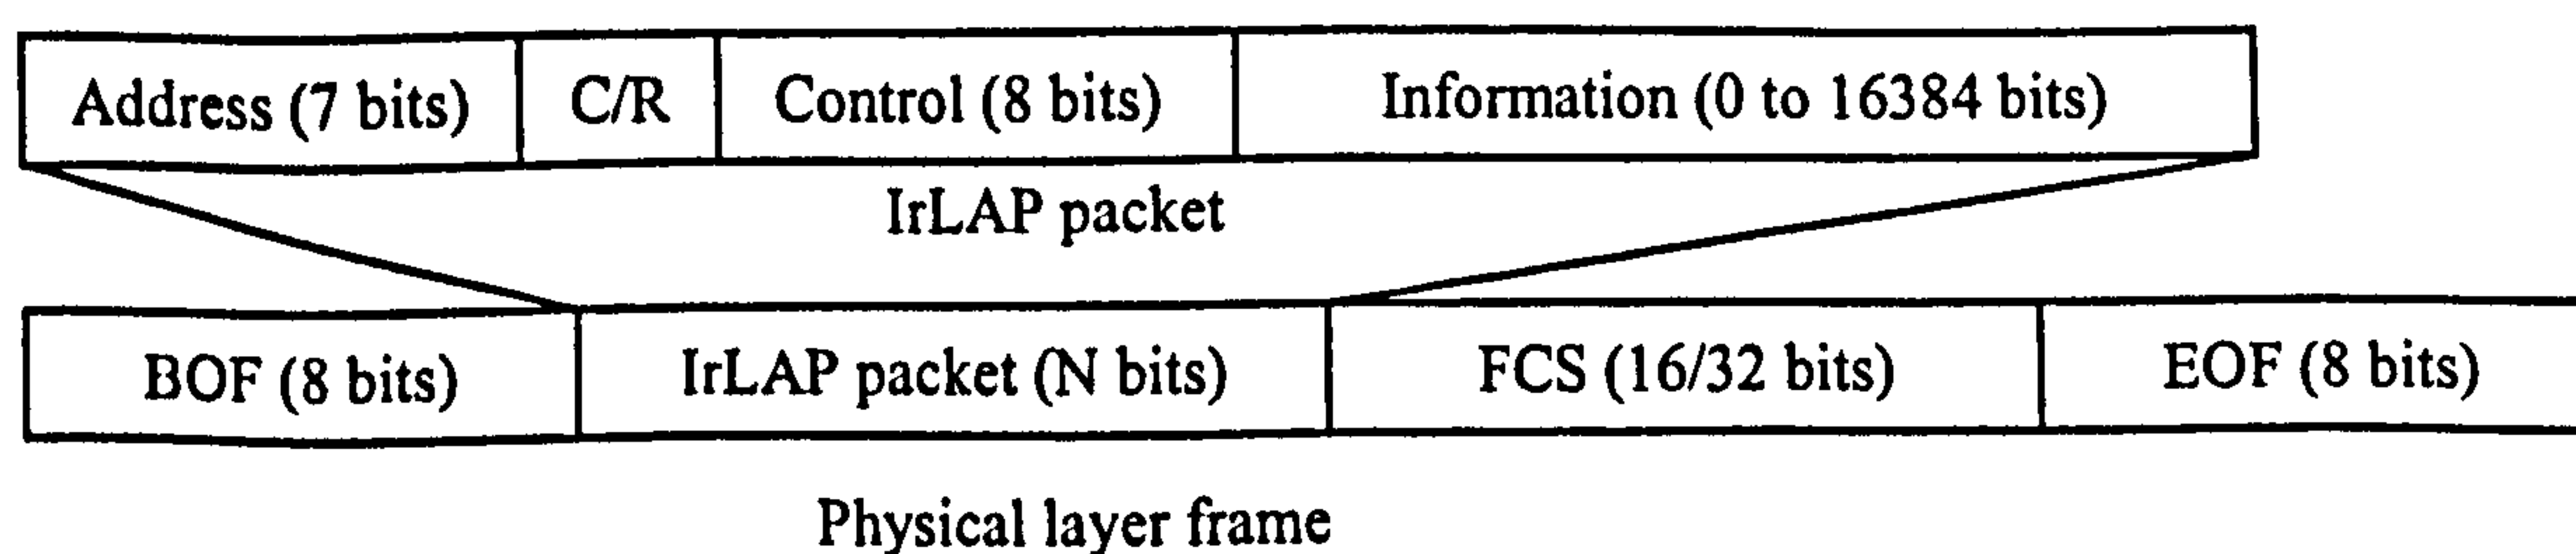 Address (7 bits) C/R Control (8 bits) Information (0 to 16384 bits)
IrLAP packet
BOF (8 bits) IrLAP packet (N bits) FCS (16/32 bits) EOF (8 bits)
Physical layer frame